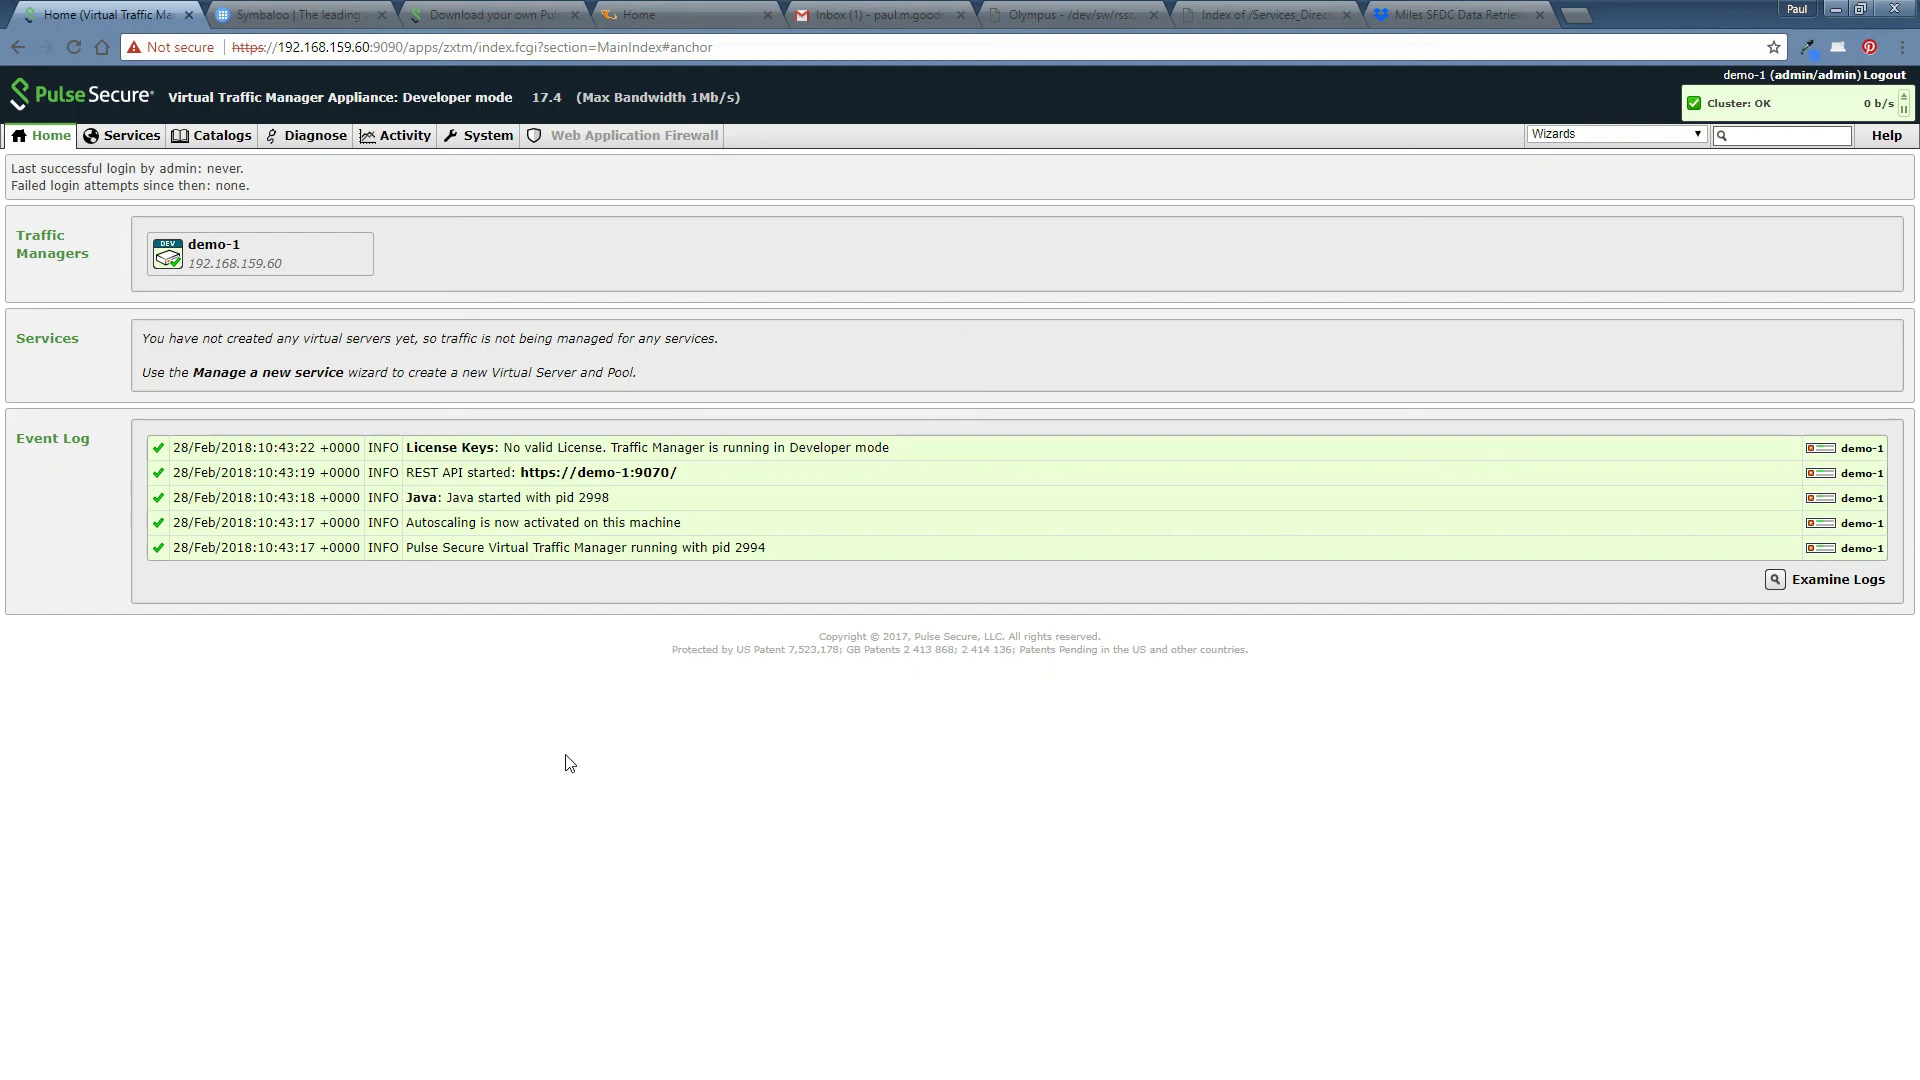 Home (Virtual Traffic Ma
Symbaloo | The leading
Download your own Puls
Home
Inbox (1) - paul.m.good
Olympus - /dev/sw/rssc
Index of /Services_Direct
Miles SFDC Data Retrie
Paul
Not secure
https://192.168.159.60:9090/apps/zxtm/index.fcgi?section=MainIndex#anchor
demo-1 (admin/admin) Logout
Pulse Secure Virtual Traffic Manager Appliance: Developer mode 17.4 (Max Bandwidth 1Mb/s)
Cluster: OK 0 b/s
Home Services Catalogs Diagnose Activity System Web Application Firewall Wizards Help
Last successful login by admin: never.
Failed login attempts since then: none.
Traffic
Managers
DEV
demo-1
192.168.159.60
Services
You have not created any virtual servers yet, so traffic is not being managed for any services.
Use the Manage a new service wizard to create a new Virtual Server and Pool.
Event Log
28/Feb/2018:10:43:22 +0000 INFO License Keys: No valid License. Traffic Manager is running in Developer mode demo-1
28/Feb/2018:10:43:19 +0000 INFO REST API started: https://demo-1:9070/ demo-1
28/Feb/2018:10:43:18 +0000 INFO Java: Java started with pid 2998 demo-1
28/Feb/2018:10:43:17 +0000 INFO Autoscaling is now activated on this machine demo-1
28/Feb/2018:10:43:17 +0000 INFO Pulse Secure Virtual Traffic Manager running with pid 2994 demo-1
Examine Logs
Copyright © 2017, Pulse Secure, LLC. All rights reserved.
Protected by US Patent 7,523,178; GB Patents 2 413 868; 2 414 136; Patents Pending in the US and other countries.